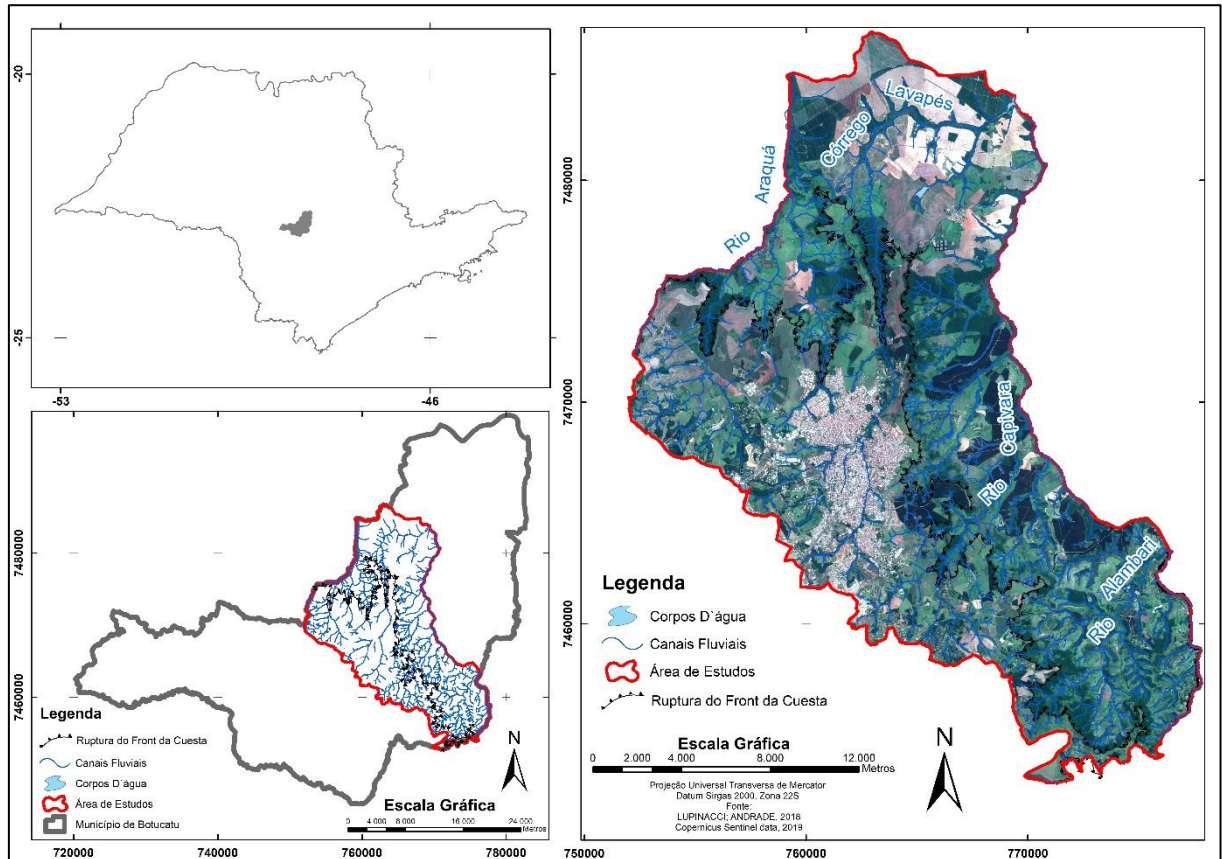 -20
-25
-53
-46
7480000
7460000
720000
740000
760000
780000
Legenda
Ruptura do Front da Cuesta
Canais Fluviais
Corpos D`água
Área de Estudos
Município de Botucatu
N
Escala Gráfica
0 4 000 8 000 16 000 24 000
Metros
7480000
7470000
7460000
750000
760000
770000
Lavapés
Córrego
Araquá
Rio
Capivara
Rio
Alambari
Rio
Legenda
Corpos D`água
Canais Fluviais
Área de Estudos
Ruptura do Front da Cuesta
Escala Gráfica
0 2.000 4.000 8.000 12.000
Metros
Projeção Universal Transversa de Mercator
Datum Sirgas 2000. Zona 22S
Fonte:
LUPINACCI; ANDRADE. 2018
Copernicus Sentinel data, 2019
N